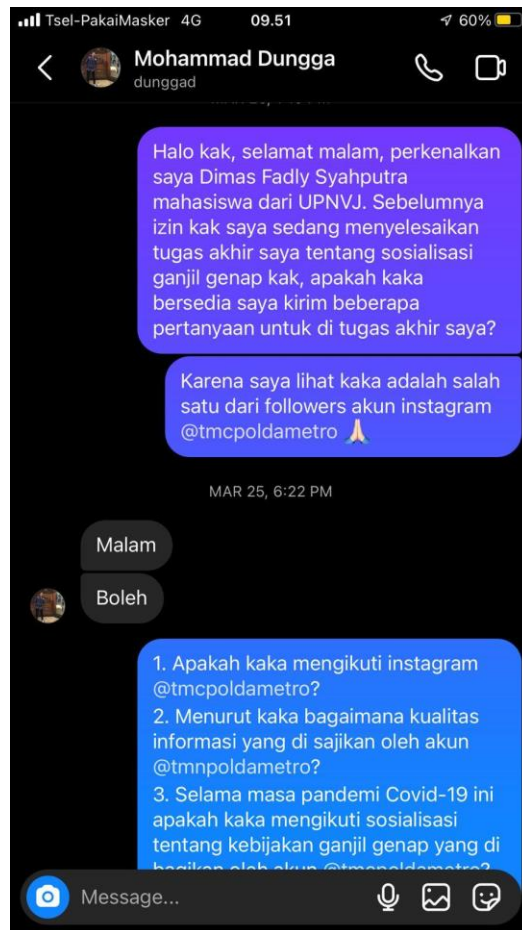 Tsel-PakaiMasker 4G 09.51 60%
Mohammad Dungga
dunggad
Halo kak, selamat malam, perkenalkan
saya Dimas Fadly Syahputra
mahasiswa dari UPNVJ. Sebelumnya
izin kak saya sedang menyelesaikan
tugas akhir saya tentang sosialisasi
ganjil genap kak, apakah kaka
bersedia saya kirim beberapa
pertanyaan untuk di tugas akhir saya?
Karena saya lihat kaka adalah salah
satu dari followers akun instagram
@tmcpoldametro 🙏🏻
MAR 25, 6:22 PM
Malam
Boleh
1. Apakah kaka mengikuti instagram
@tmcpoldametro?
2. Menurut kaka bagaimana kualitas
informasi yang di sajikan oleh akun
@tmnpoldametro?
3. Selama masa pandemi Covid-19 ini
apakah kaka mengikuti sosialisasi
tentang kebijakan ganjil genap yang di
bagikan oleh akun @tmcpoldametro?
Message...